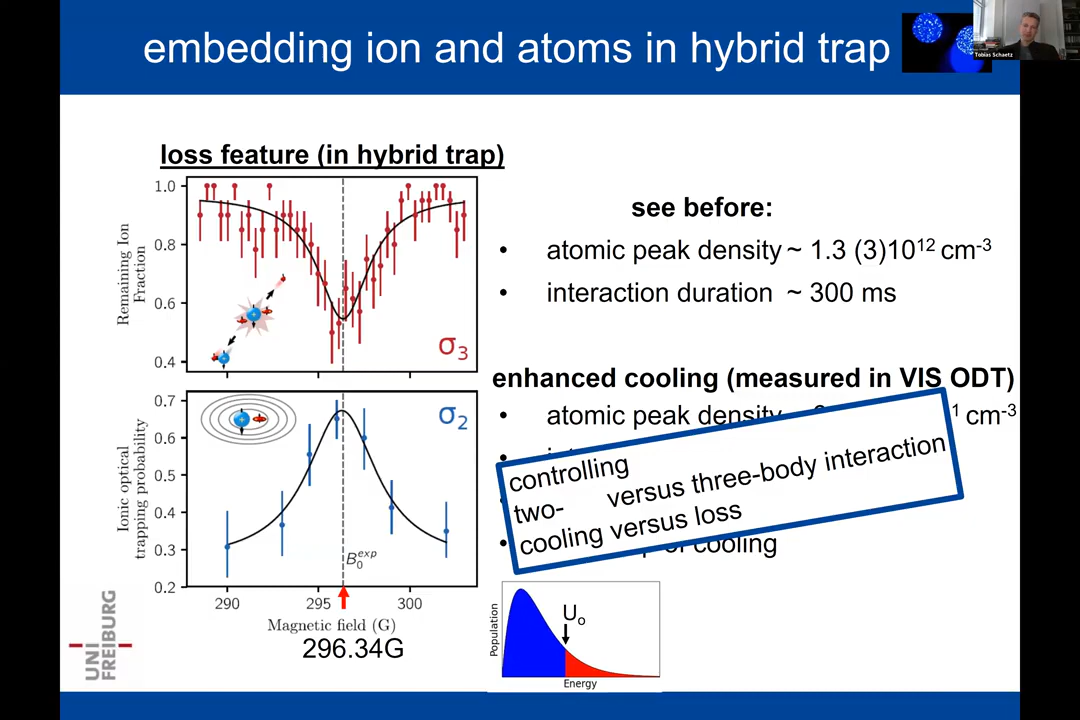 embedding ion and atoms in hybrid trap
Tobias Schaetz
loss feature (in hybrid trap)
1.0
0.8
0.6
0.4
Remaining Ion
Fraction
σ3
0.7
0.6
0.5
0.4
0.3
0.2
Ionic optical
trapping probability
σ2
B0exp
290
295
300
Magnetic field (G)
296.34G
see before:
• atomic peak density ~ 1.3 (3)10^12 cm^-3
• interaction duration ~ 300 ms
enhanced cooling (measured in VIS ODT)
• atomic peak density cm^-3
controlling
two- versus three-body interaction
cooling versus loss
• cooling
Population
Uo
Energy
UNI
FREIBURG